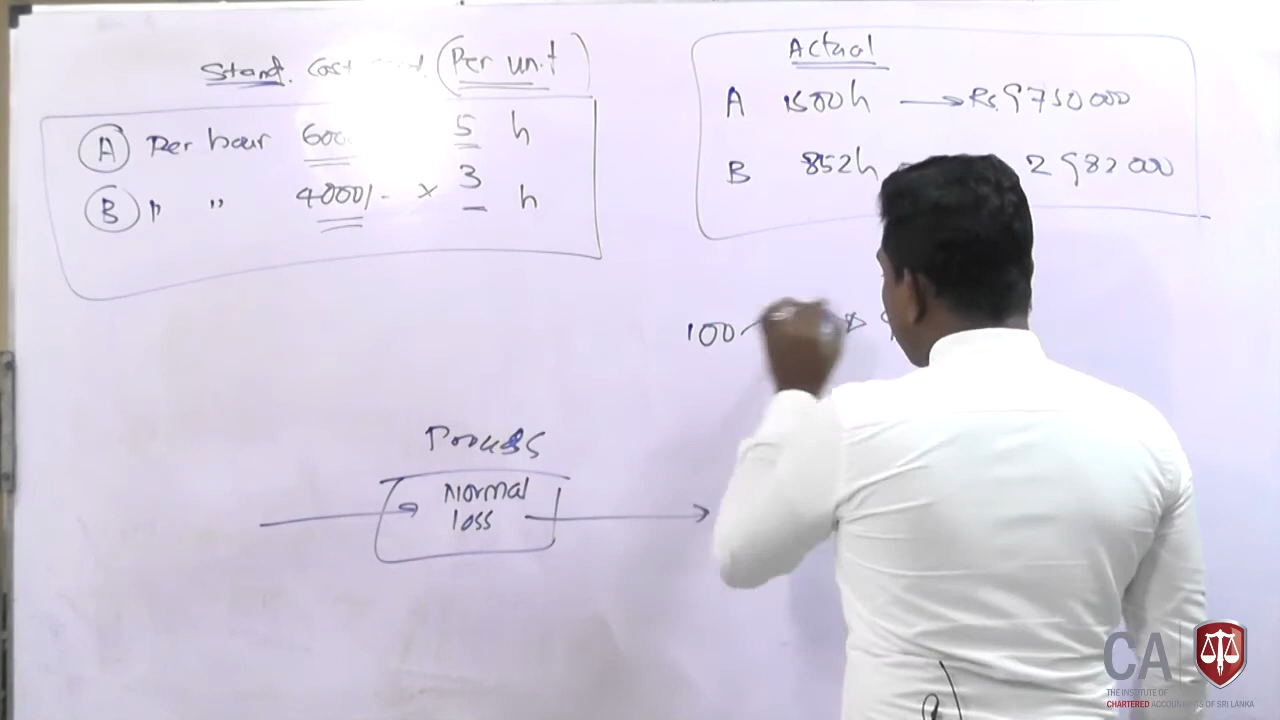 Stand. Cost (Per unit)
A Per hour 600 5 h
B " " 4000/- × 3 h
Actual
A 1500h → Rs. 9750000
B 852h 2982000
100
Process
Normal
loss
CA
THE INSTITUTE OF
CHARTERED ACCOUNTANTS OF SRI LANKA